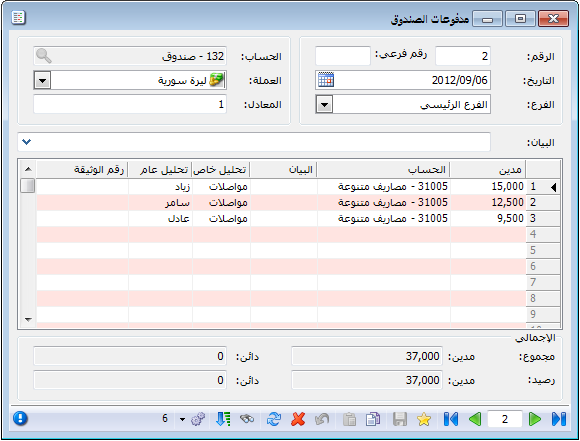 مدفوعات الصندوق
الرقم: 2 رقم فرعي:
الحساب: 132 - صندوق
التاريخ: 2012/09/06
العملة: ليرة سورية
الفرع: الفرع الرئيسي
المعادل: 1
البيان:
مدين الحساب البيان تحليل خاص تحليل عام رقم الوثيقة
1 15,000 31005 - مصاريف متنوعة مواصلات زياد
2 12,500 31005 - مصاريف متنوعة مواصلات سامر
3 9,500 31005 - مصاريف متنوعة مواصلات عادل
4
5
6
7
8
9
الإجمالي
مجموع: مدين: 37,000 دائن: 0
رصيد: مدين: 37,000 دائن: 0
2 6